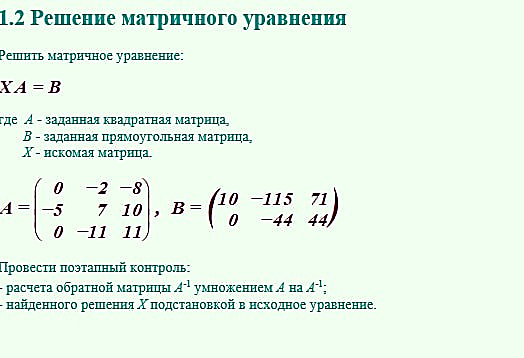 1.2 Решение матричного уравнения
Решить матричное уравнение:
XA = B
где A - заданная квадратная матрица,
B - заданная прямоугольная матрица,
X - искомая матрица.
0 −2 −8
A = ( −5 7 10 ) , B = ( 10 −115 71
0 −11 11 0 −44 44 )
Провести поэтапный контроль:
- расчета обратной матрицы A⁻¹ умножением A на A⁻¹;
- найденного решения X подстановкой в исходное уравнение.